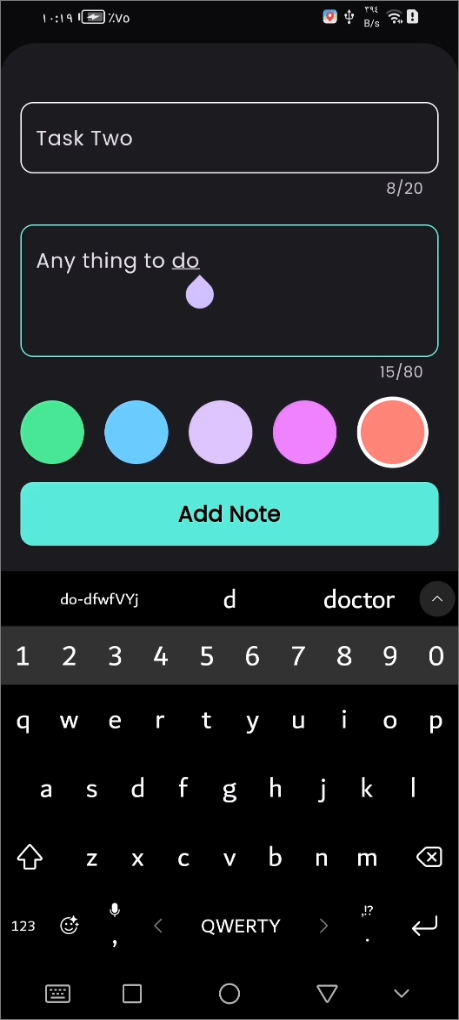 ١٠:١٩ ٪٧٥
٣٩٤
B/s
Task Two
8/20
Any thing to do
15/80
Add Note
do-dfwfVYj d doctor
1 2 3 4 5 6 7 8 9 0
q w e r t y u i o p
a s d f g h j k l
z x c v b n m
123 , QWERTY ,!? .